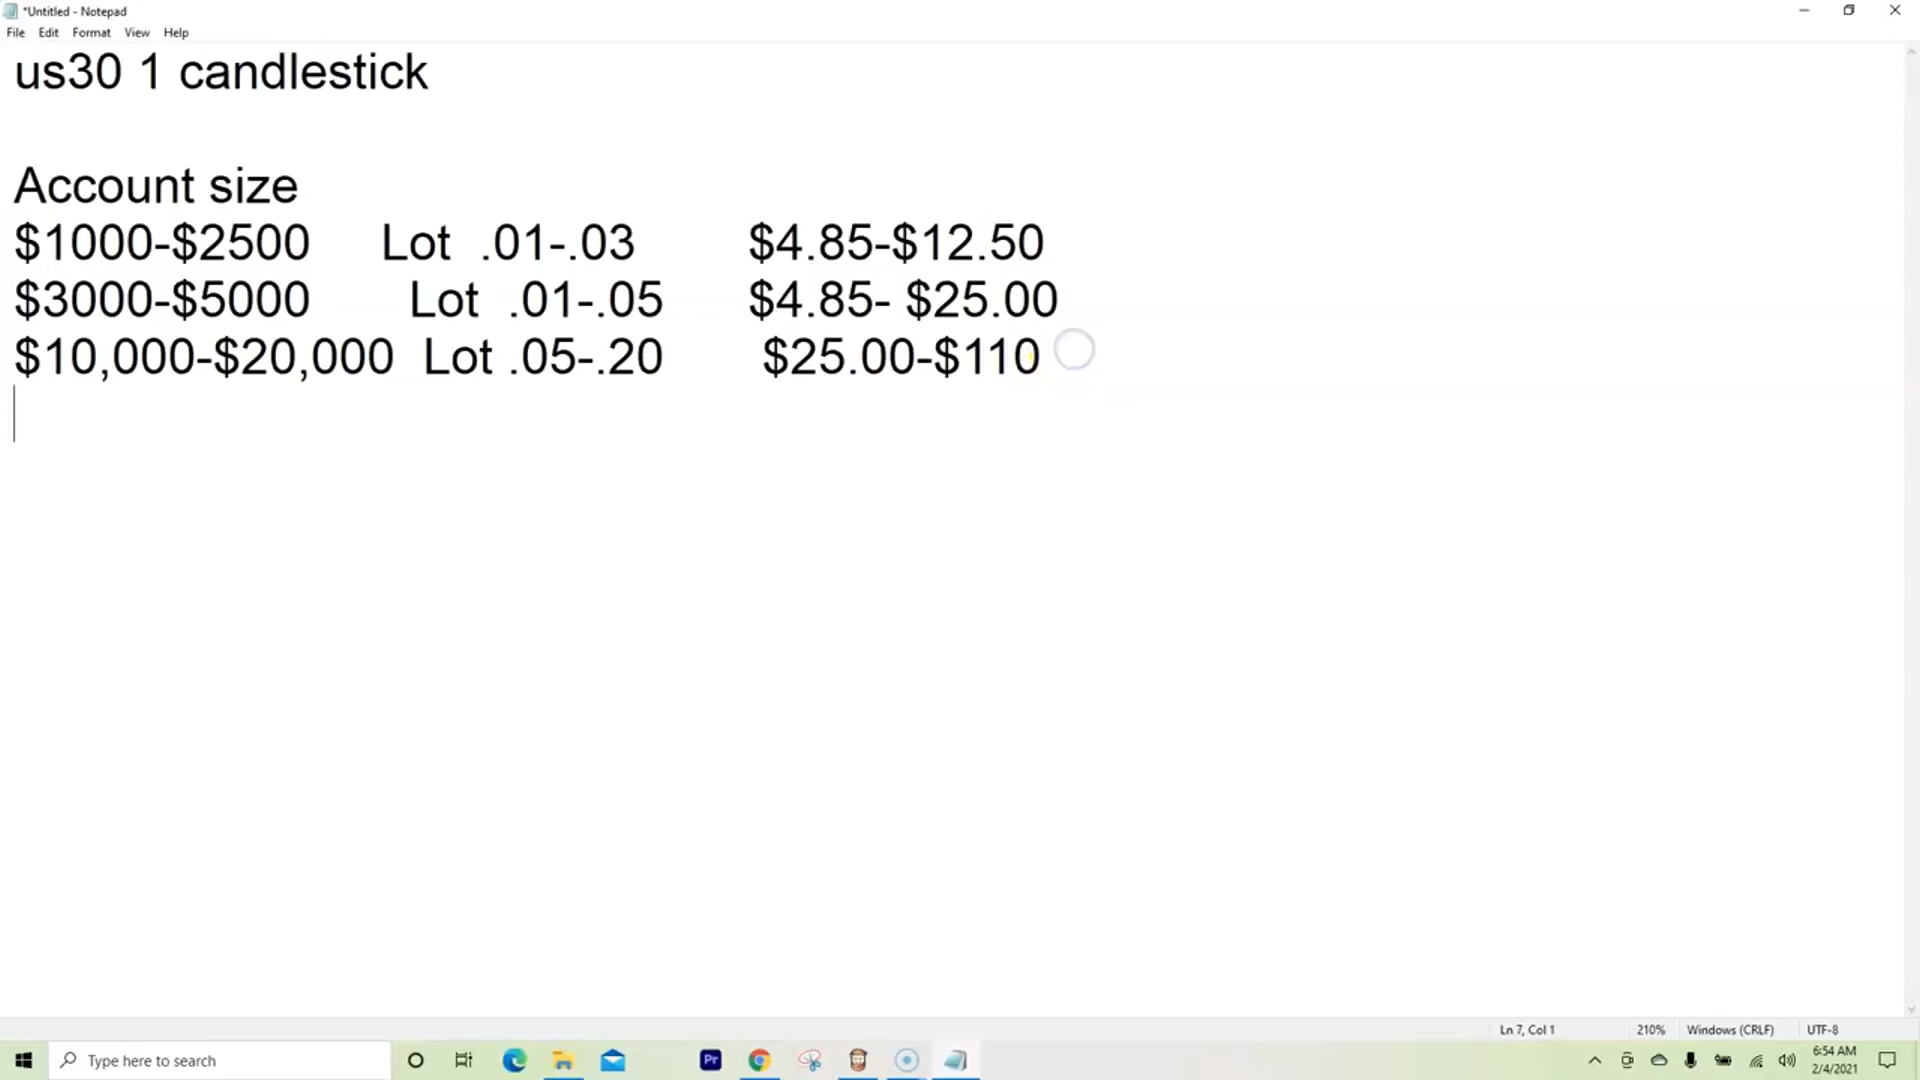 *Untitled - Notepad
File Edit Format View Help
us30 1 candlestick
Account size
$1000-$2500 Lot .01-.03 $4.85-$12.50
$3000-$5000 Lot .01-.05 $4.85- $25.00
$10,000-$20,000 Lot .05-.20 $25.00-$110
Ln 7, Col 1 210% Windows (CRLF) UTF-8
Type here to search
Pr
6:54 AM
2/4/2021